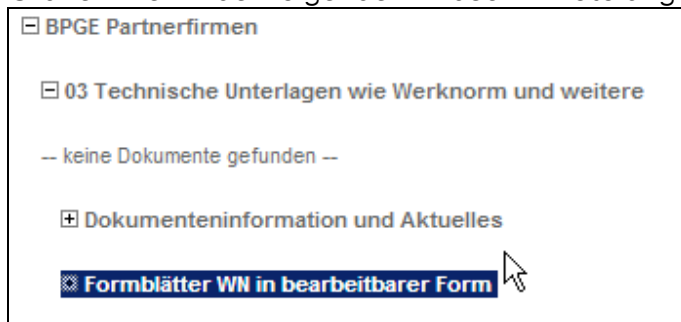 BPGE Partnerfirmen
03 Technische Unterlagen wie Werknorm und weitere
-- keine Dokumente gefunden --
Dokumenteninformation und Aktuelles
Formblätter WN in bearbeitbarer Form